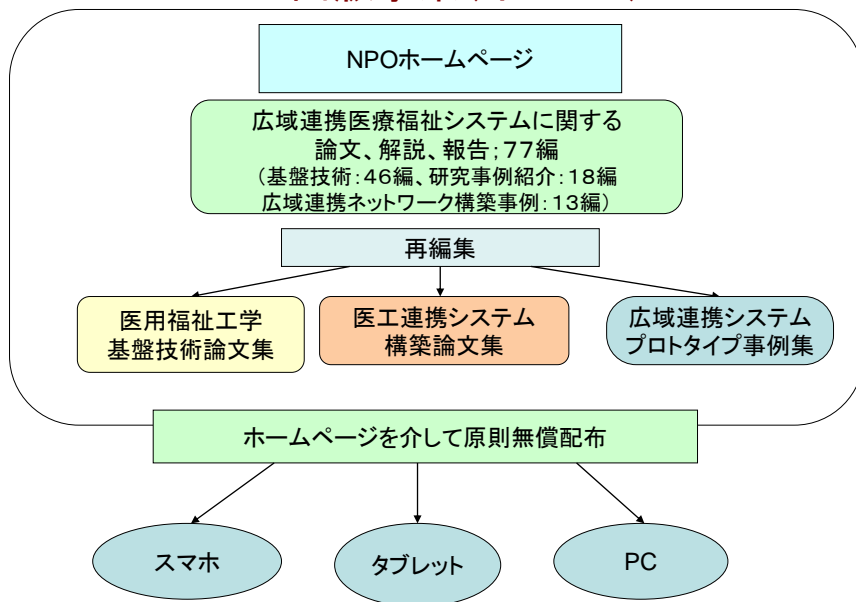 NPOホームページ
広域連携医療福祉システムに関する
論文、解説、報告;77編
(基盤技術:46編、研究事例紹介:18編
広域連携ネットワーク構築事例:13編)
再編集
医用福祉工学
基盤技術論文集
医工連携システム
構築論文集
広域連携システム
プロトタイプ事例集
ホームページを介して原則無償配布
スマホ
タブレット
PC